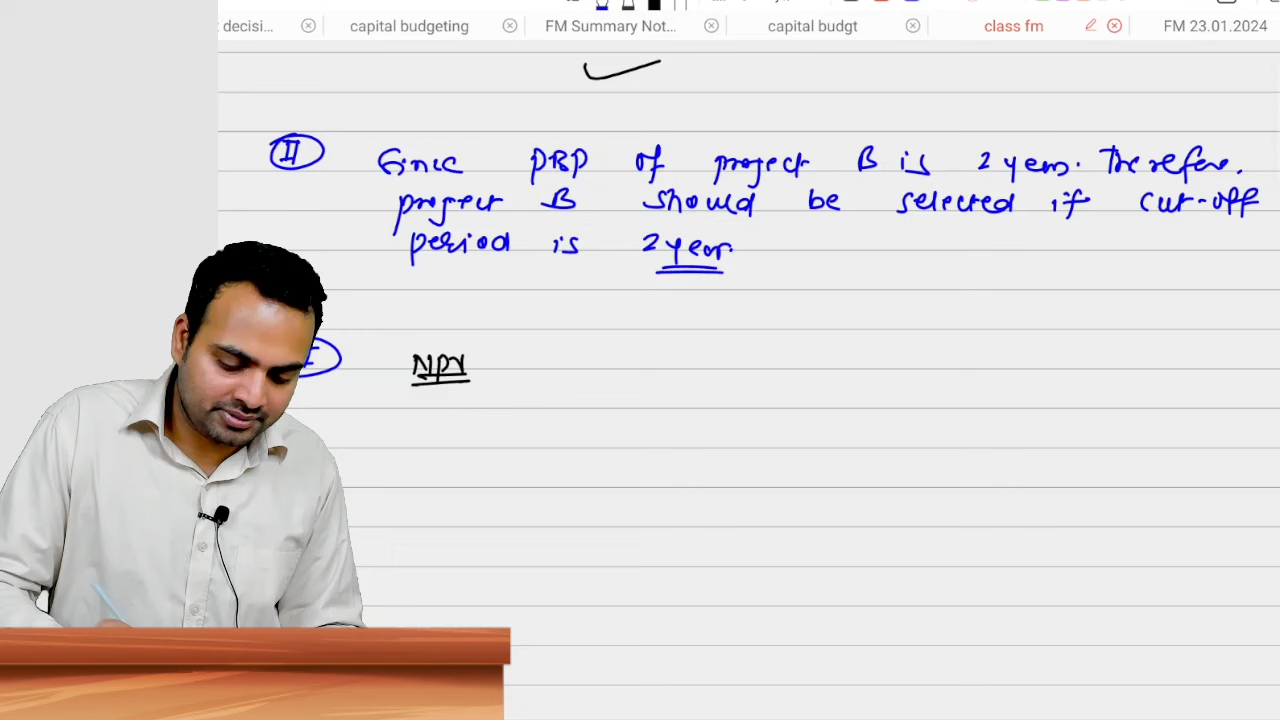 t decisi...
capital budgeting
FM Summary Not...
capital budgt
class fm
FM 23.01.2024
II Since PBP of project B is 2 years. Therefore,
project B should be selected if cut-off
period is 2 year.
NPV